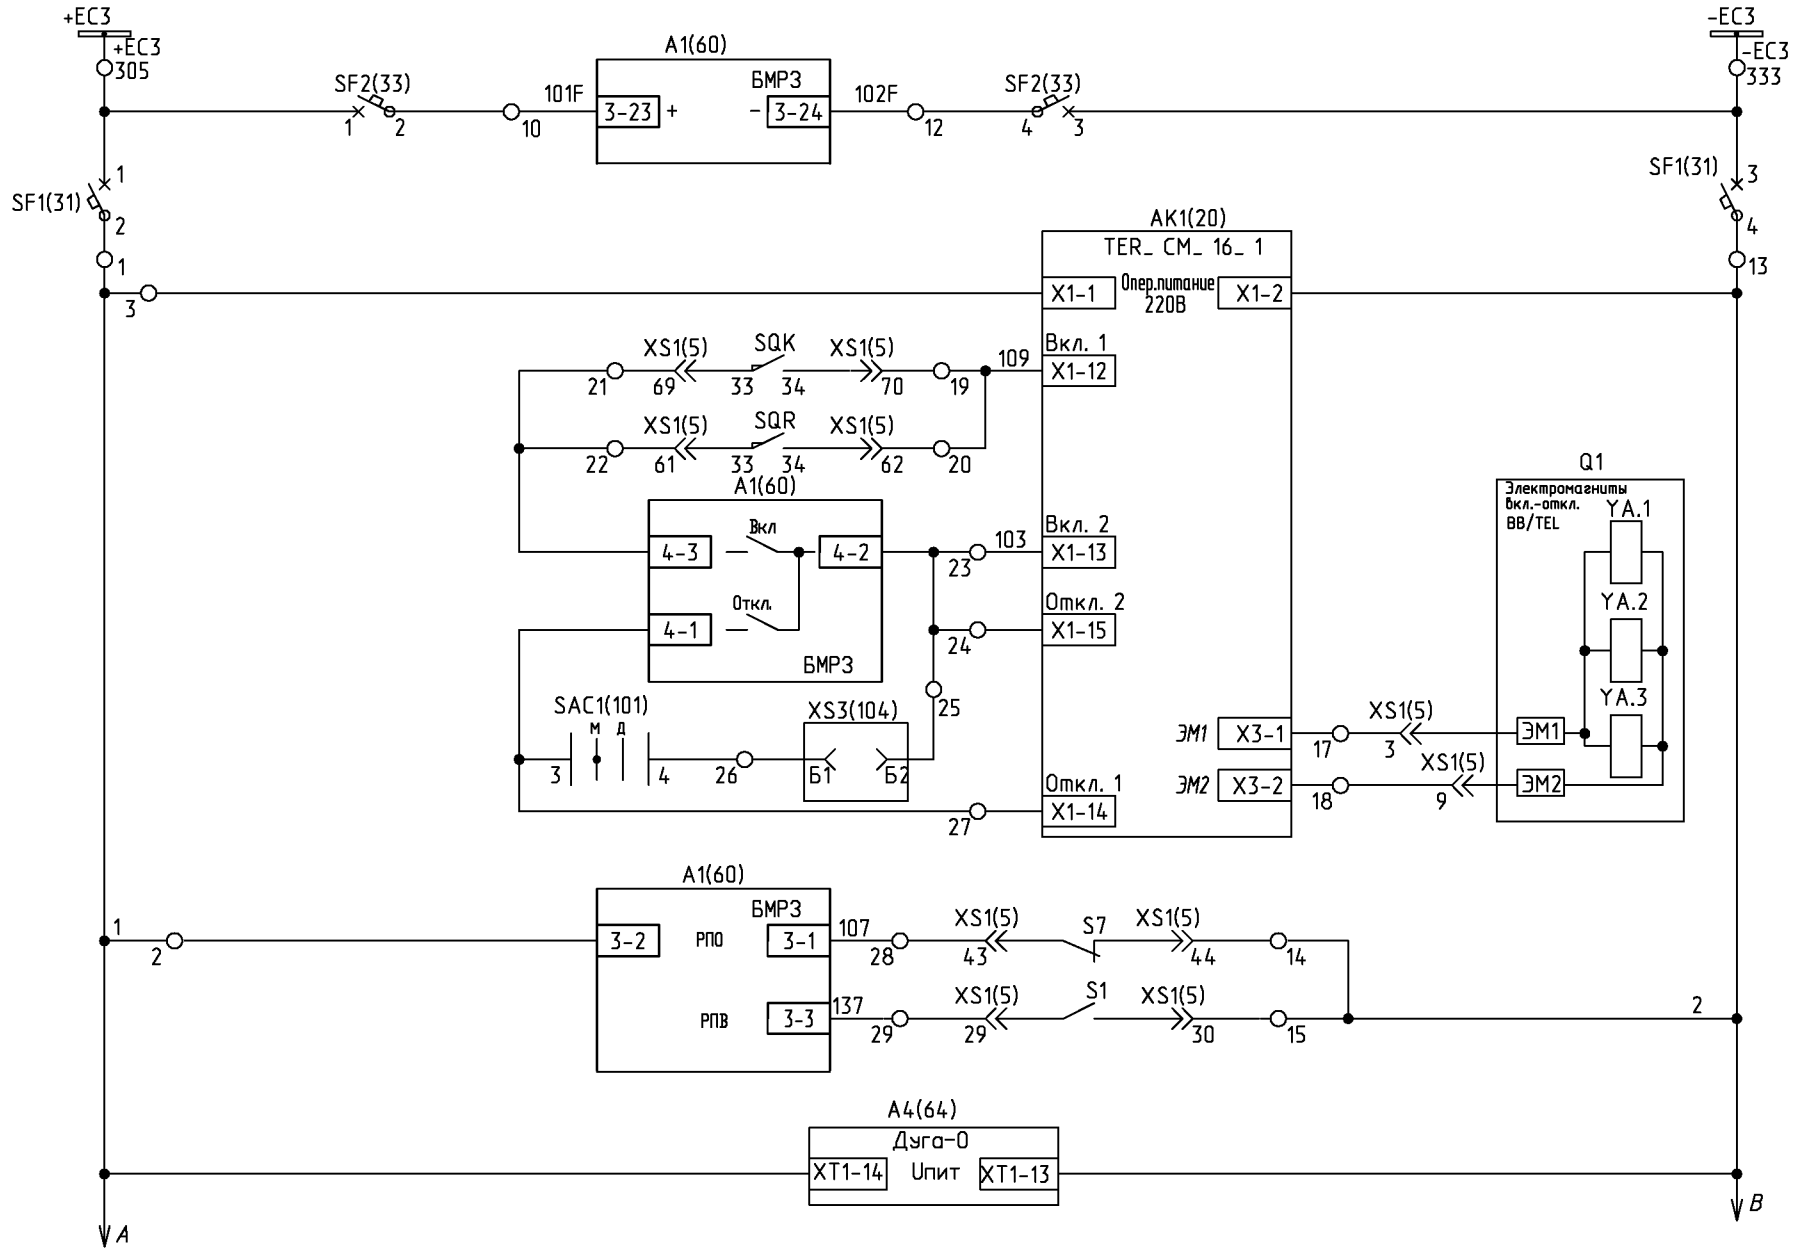 +EC3
-EC3
+EC3
305
-EC3
333
A1(60)
БМРЗ
SF2(33)
1
2
10
101F
3-23
+
-
3-24
102F
12
SF2(33)
4
3
1
SF1(31)
2
1
3
SF1(31)
3
4
13
AK1(20)
TER_ CM_ 16_ 1
X1-1
Опер.питание
220В
X1-2
Вкл. 1
109
X1-12
XS1(5)
SQK
XS1(5)
21
69
33
34
70
19
XS1(5)
SQR
XS1(5)
22
61
33
34
62
20
A1(60)
4-3
Вкл
4-2
Откл.
4-1
БМРЗ
23
103
Вкл. 2
X1-13
24
Откл. 2
X1-15
25
SAC1(101)
М
Д
3
4
26
XS3(104)
Б1
Б2
27
Откл. 1
X1-14
ЭМ1
X3-1
17
XS1(5)
3
ЭМ2
X3-2
18
XS1(5)
9
Q1
Электромагниты
вкл.-откл.
BB/TEL
YA.1
YA.2
YA.3
ЭМ1
ЭМ2
A1(60)
БМРЗ
1
2
3-2
РПО
3-1
107
28
XS1(5)
43
S7
XS1(5)
44
14
РПВ
3-3
137
29
XS1(5)
29
S1
XS1(5)
30
15
2
A4(64)
Дуга-О
XT1-14
Uпит
XT1-13
A
B